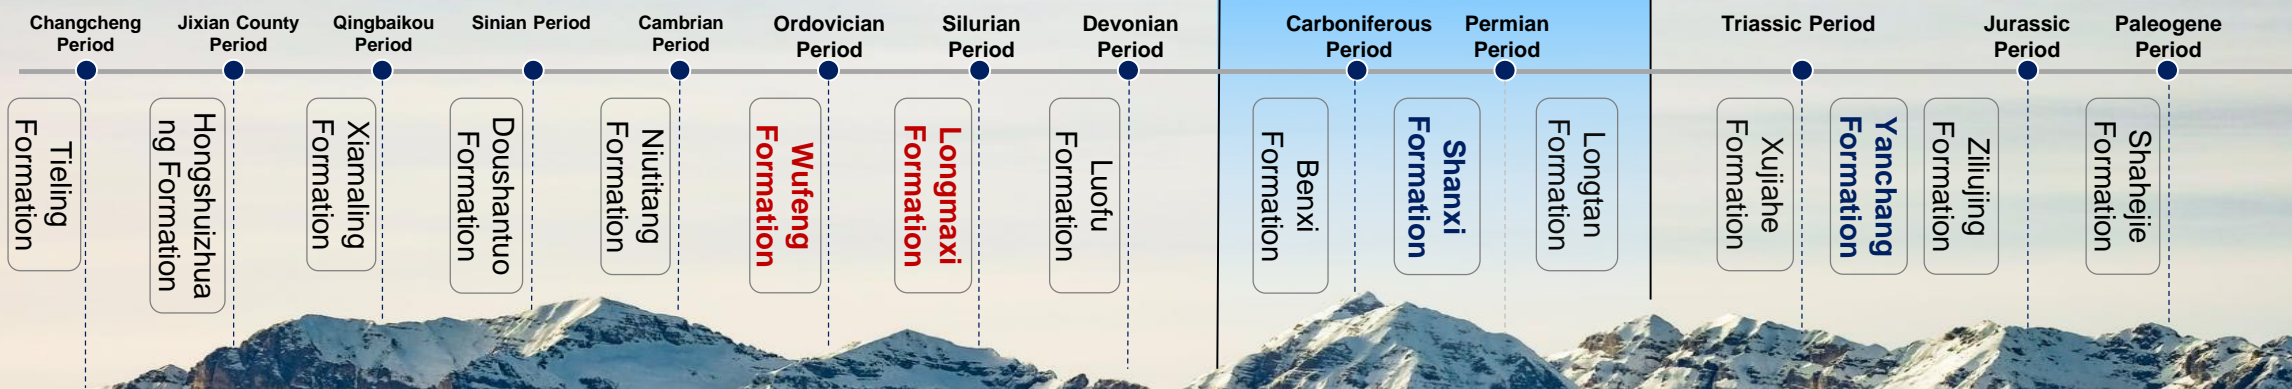 Changcheng
Period
Jixian County
Period
Qingbaikou
Period
Sinian Period
Cambrian
Period
Ordovician
Period
Silurian
Period
Devonian
Period
Carboniferous
Period
Permian
Period
Triassic Period
Jurassic
Period
Paleogene
Period
Tieling
Formation
Hongshuizhua
ng Formation
Xiamaling
Formation
Doushantuo
Formation
Niutitang
Formation
Wufeng
Formation
Longmaxi
Formation
Luofu
Formation
Benxi
Formation
Shanxi
Formation
Longtan
Formation
Xujiahe
Formation
Yanchang
Formation
Ziliujing
Formation
Shahejie
Formation